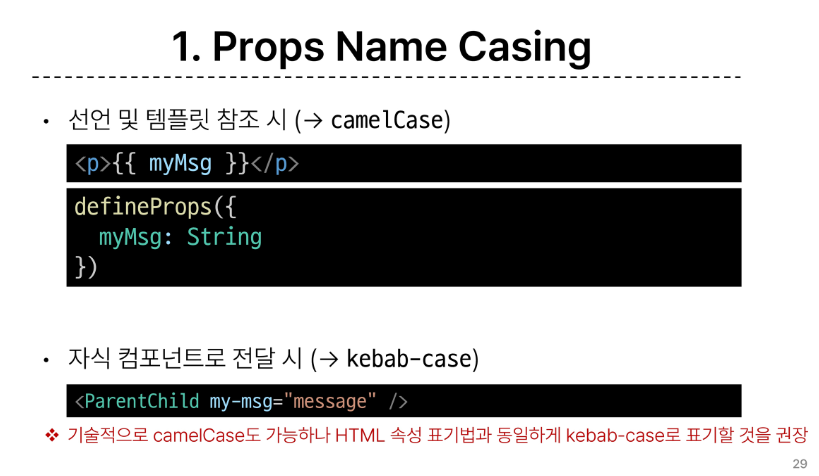 1. Props Name Casing
• 선언 및 템플릿 참조 시 (→ camelCase)
<p>{{ myMsg }}</p>
defineProps({
  myMsg: String
})
• 자식 컴포넌트로 전달 시 (→ kebab-case)
<ParentChild my-msg="message" />
❖ 기술적으로 camelCase도 가능하나 HTML 속성 표기법과 동일하게 kebab-case로 표기할 것을 권장
29